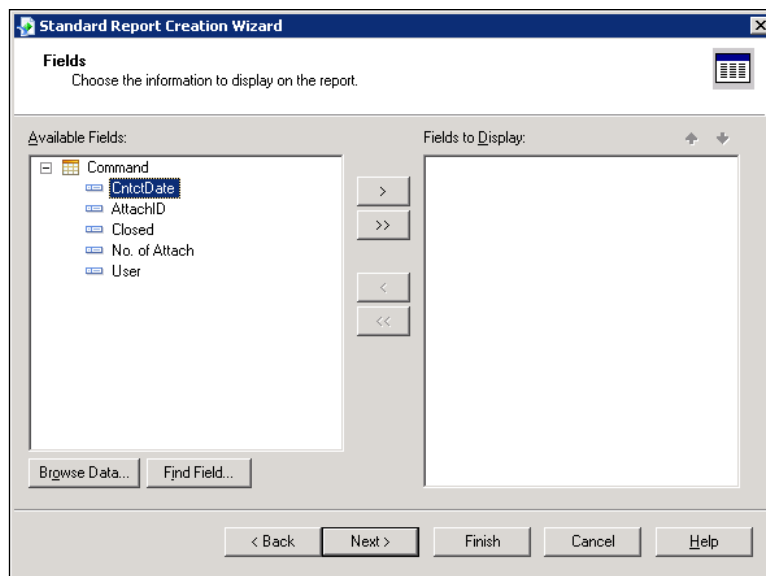 Standard Report Creation Wizard
Fields
Choose the information to display on the report.
Available Fields:
Fields to Display:
Command
CntctDate
AttachID
Closed
No. of Attach
User
>
>>
<
<<
Browse Data...
Find Field...
< Back
Next >
Finish
Cancel
Help